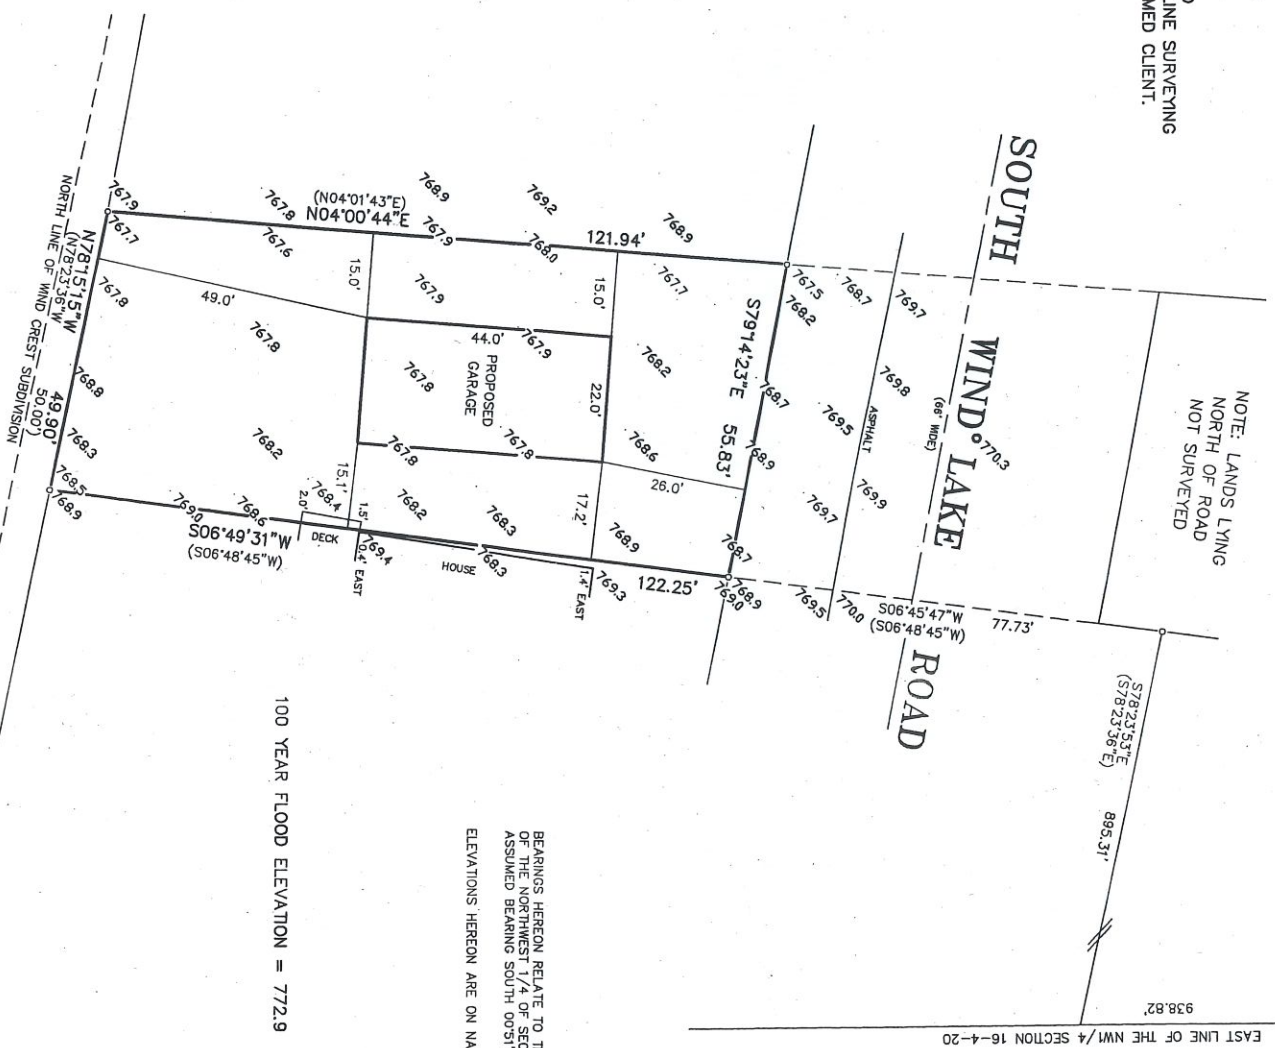 LINE SURVEYING
MED CLIENT.
NOTE: LANDS LYING
NORTH OF ROAD
NOT SURVEYED
SOUTH WIND LAKE ROAD
(66' WIDE)
770.3
ASPHALT
769.7
769.8
769.5
769.9
769.7
768.7
767.5
768.2
768.7
768.9
768.7
768.9
769.0
769.5
770.0
S06°45'47"W
(S06°48'45"W)
77.73'
S78°23'53"E
(S78°23'36"E)
895.31'
938.82'
EAST LINE OF THE NW1/4 SECTION 16-4-20
S79°14'23"E 55.83'
121.94'
(N04°01'43"E)
N04°00'44"E
768.9
769.2
768.9
767.8
767.9
768.0
767.9
767.7
767.6
15.0'
15.0'
767.9
767.7
49.0'
44.0'
767.9
PROPOSED
GARAGE
767.8
22.0'
768.2
768.6
26.0'
767.8
767.8
767.8
767.8
768.8
768.3
768.5
768.9
768.2
15.1'
17.2'
768.2
768.3
768.9
768.4
2.0'
1.5'
DECK
769.0
768.6
769.4
0.4' EAST
768.3
HOUSE
1.4' EAST
769.3
122.25'
S06°49'31"W
(S06°48'45"W)
N78°15'15"W
(N78°23'36"W
49.90'
50.00')
NORTH LINE OF WIND CREST SUBDIVISION
BEARINGS HEREON RELATE TO T
OF THE NORTHWEST 1/4 OF SEC
ASSUMED BEARING SOUTH 00°51'
ELEVATIONS HEREON ARE ON NA
100 YEAR FLOOD ELEVATION = 772.9